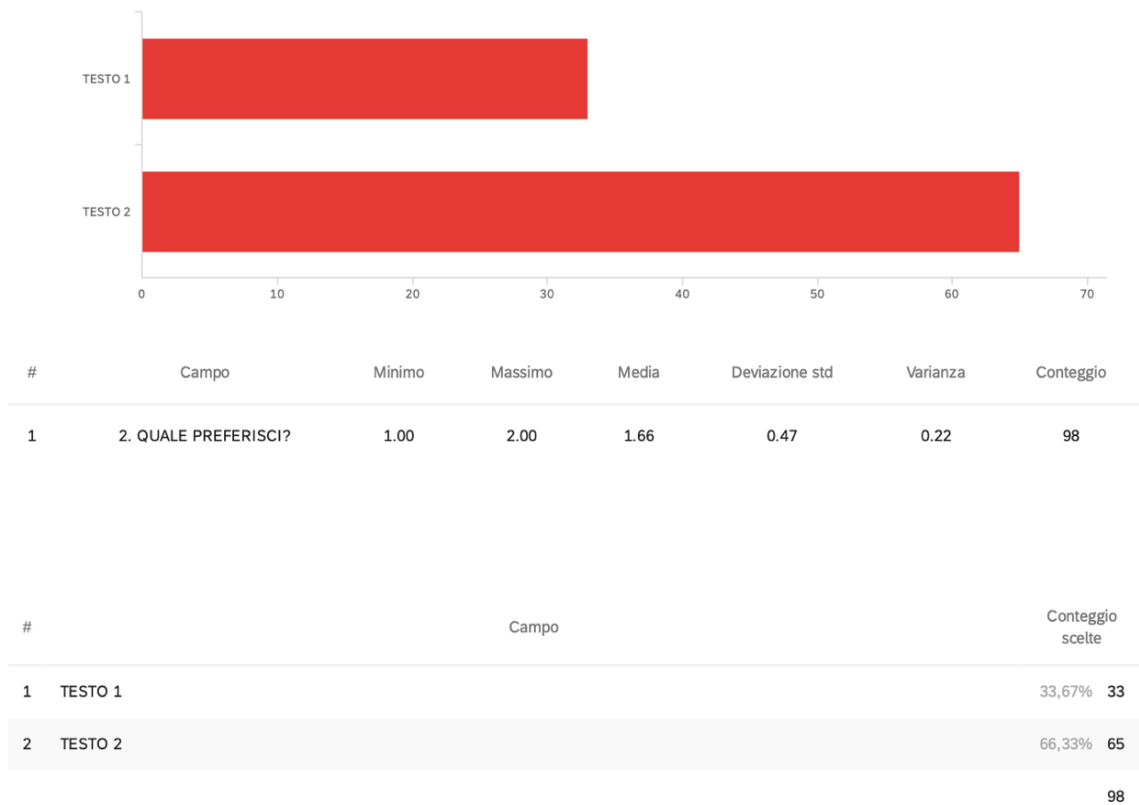 TESTO 1
TESTO 2
0 10 20 30 40 50 60 70
# Campo Minimo Massimo Media Deviazione std Varianza Conteggio
1 2. QUALE PREFERISCI? 1.00 2.00 1.66 0.47 0.22 98
# Campo Conteggio
scelte
1 TESTO 1 33,67% 33
2 TESTO 2 66,33% 65
98